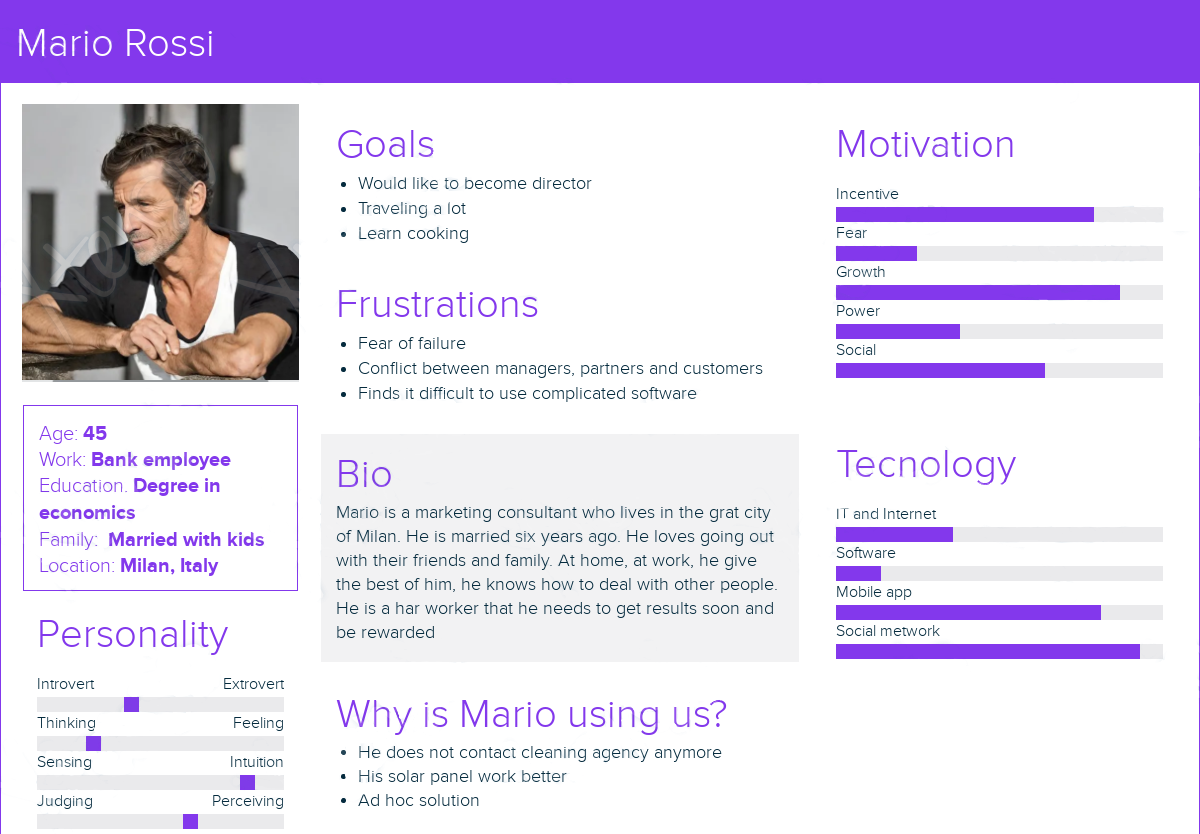 Mario Rossi
Age: 45
Work: Bank employee
Education. Degree in
economics
Family: Married with kids
Location: Milan, Italy
Personality
Introvert Extrovert
Thinking Feeling
Sensing Intuition
Judging Perceiving
Goals
Would like to become director
Traveling a lot
Learn cooking
Frustrations
Fear of failure
Conflict between managers, partners and customers
Finds it difficult to use complicated software
Bio
Mario is a marketing consultant who lives in the grat city
of Milan. He is married six years ago. He loves going out
with their friends and family. At home, at work, he give
the best of him, he knows how to deal with other people.
He is a har worker that he needs to get results soon and
be rewarded
Why is Mario using us?
He does not contact cleaning agency anymore
His solar panel work better
Ad hoc solution
Motivation
Incentive
Fear
Growth
Power
Social
Tecnology
IT and Internet
Software
Mobile app
Social metwork